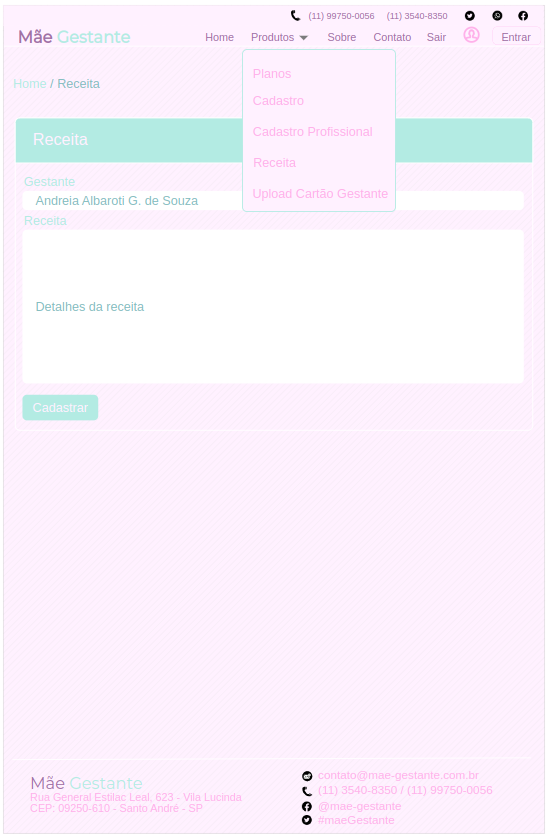 (11) 99750-0056 (11) 3540-8350
Mãe Gestante
Home Produtos Sobre Contato Sair Entrar
Planos
Cadastro
Cadastro Profissional
Receita
Upload Cartão Gestante
Home / Receita
Receita
Gestante
Andreia Albaroti G. de Souza
Receita
Detalhes da receita
Cadastrar
Mãe Gestante
Rua General Estilac Leal, 623 - Vila Lucinda
CEP: 09250-610 - Santo André - SP
contato@mae-gestante.com.br
(11) 3540-8350 / (11) 99750-0056
@mae-gestante
#maeGestante